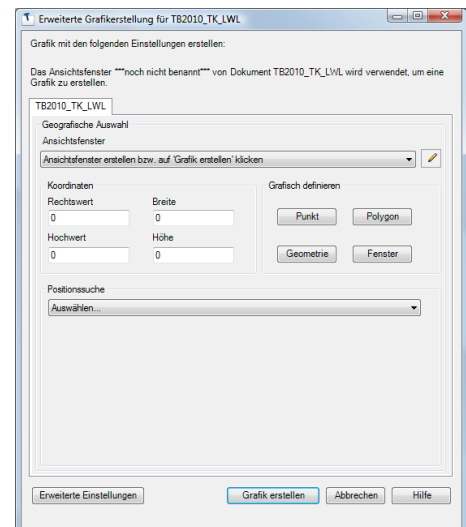 Erweiterte Grafikerstellung für TB2010_TK_LWL
Grafik mit den folgenden Einstellungen erstellen:
Das Ansichtsfenster ***noch nicht benannt*** von Dokument TB2010_TK_LWL wird verwendet, um eine
Grafik zu erstellen.
TB2010_TK_LWL
Geografische Auswahl
Ansichtsfenster
Ansichtsfenster erstellen bzw. auf 'Grafik erstellen' klicken
Koordinaten
Grafisch definieren
Rechtswert Breite
0 0
Punkt Polygon
Hochwert Höhe
0 0
Geometrie Fenster
Positionssuche
Auswählen...
Erweiterte Einstellungen Grafik erstellen Abbrechen Hilfe